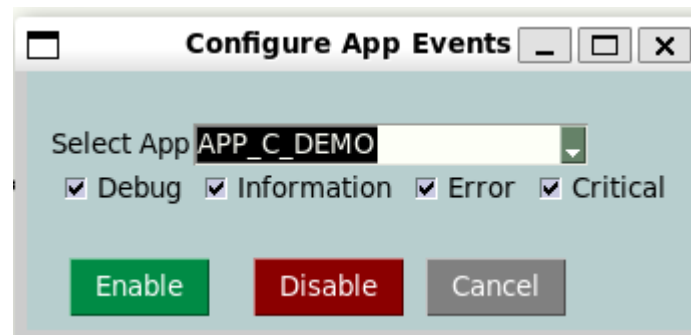 Configure App Events
Select App APP_C_DEMO
Debug Information Error Critical
Enable Disable Cancel